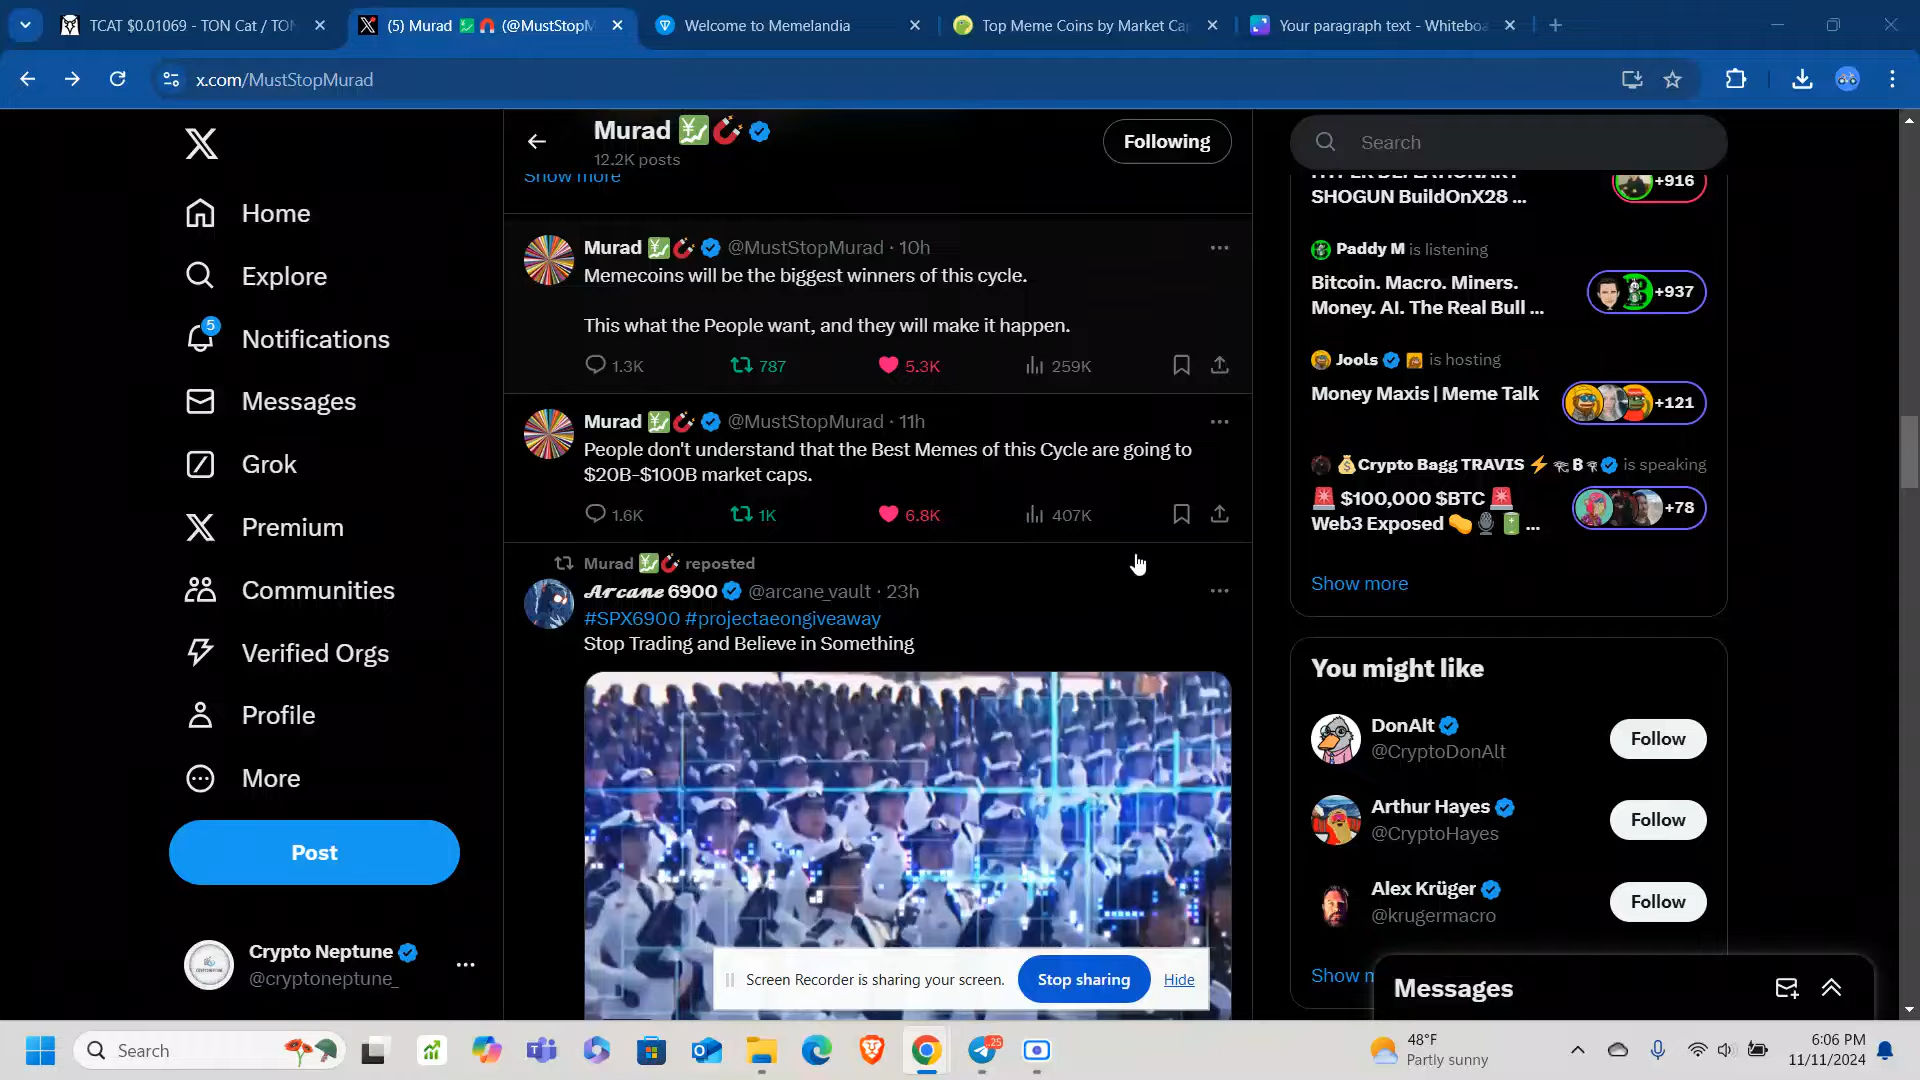 TCAT $0.01069 - TON Cat / TON
(5) Murad (@MustStopM
Welcome to Memelandia
Top Meme Coins by Market Ca
Your paragraph text - Whiteboa
x.com/MustStopMurad
Murad
12.2K posts
Following
Show more
Search
Home
Explore
5
Notifications
Messages
Grok
Premium
Communities
Verified Orgs
Profile
More
Post
Crypto Neptune
@cryptoneptune_
Murad @MustStopMurad · 10h
Memecoins will be the biggest winners of this cycle.
This what the People want, and they will make it happen.
1.3K 787 5.3K 259K
Murad @MustStopMurad · 11h
People don't understand that the Best Memes of this Cycle are going to
$20B-$100B market caps.
1.6K 1K 6.8K 407K
Murad reposted
Arcane 6900 @arcane_vault · 23h
#SPX6900 #projectaeongiveaway
Stop Trading and Believe in Something
SHOGUN BuildOnX28 ...
+916
Paddy M is listening
Bitcoin. Macro. Miners.
Money. AI. The Real Bull ...
+937
Jools is hosting
Money Maxis | Meme Talk
+121
Crypto Bagg TRAVIS is speaking
$100,000 $BTC
Web3 Exposed ...
+78
Show more
You might like
DonAlt
@CryptoDonAlt
Follow
Arthur Hayes
@CryptoHayes
Follow
Alex Krüger
@krugermacro
Follow
Show m
Messages
Screen Recorder is sharing your screen.
Stop sharing
Hide
Search
25
48°F
Partly sunny
6:06 PM
11/11/2024